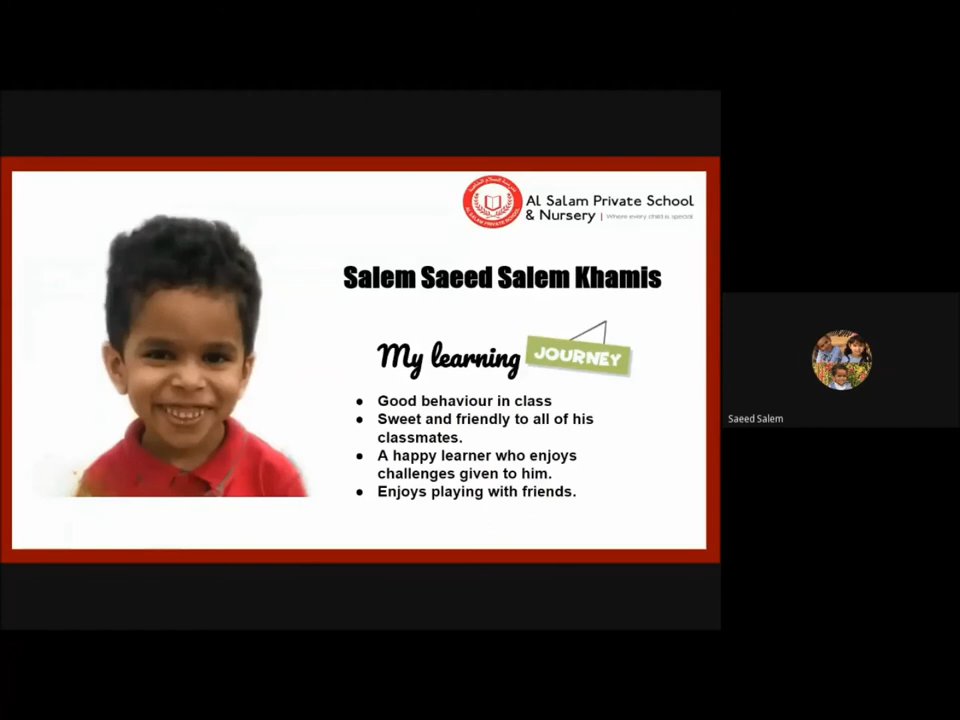 Al Salam Private School
& Nursery | Where every child is special
Salem Saeed Salem Khamis
My learning JOURNEY
● Good behaviour in class
● Sweet and friendly to all of his
classmates.
● A happy learner who enjoys
challenges given to him.
● Enjoys playing with friends.
Saeed Salem